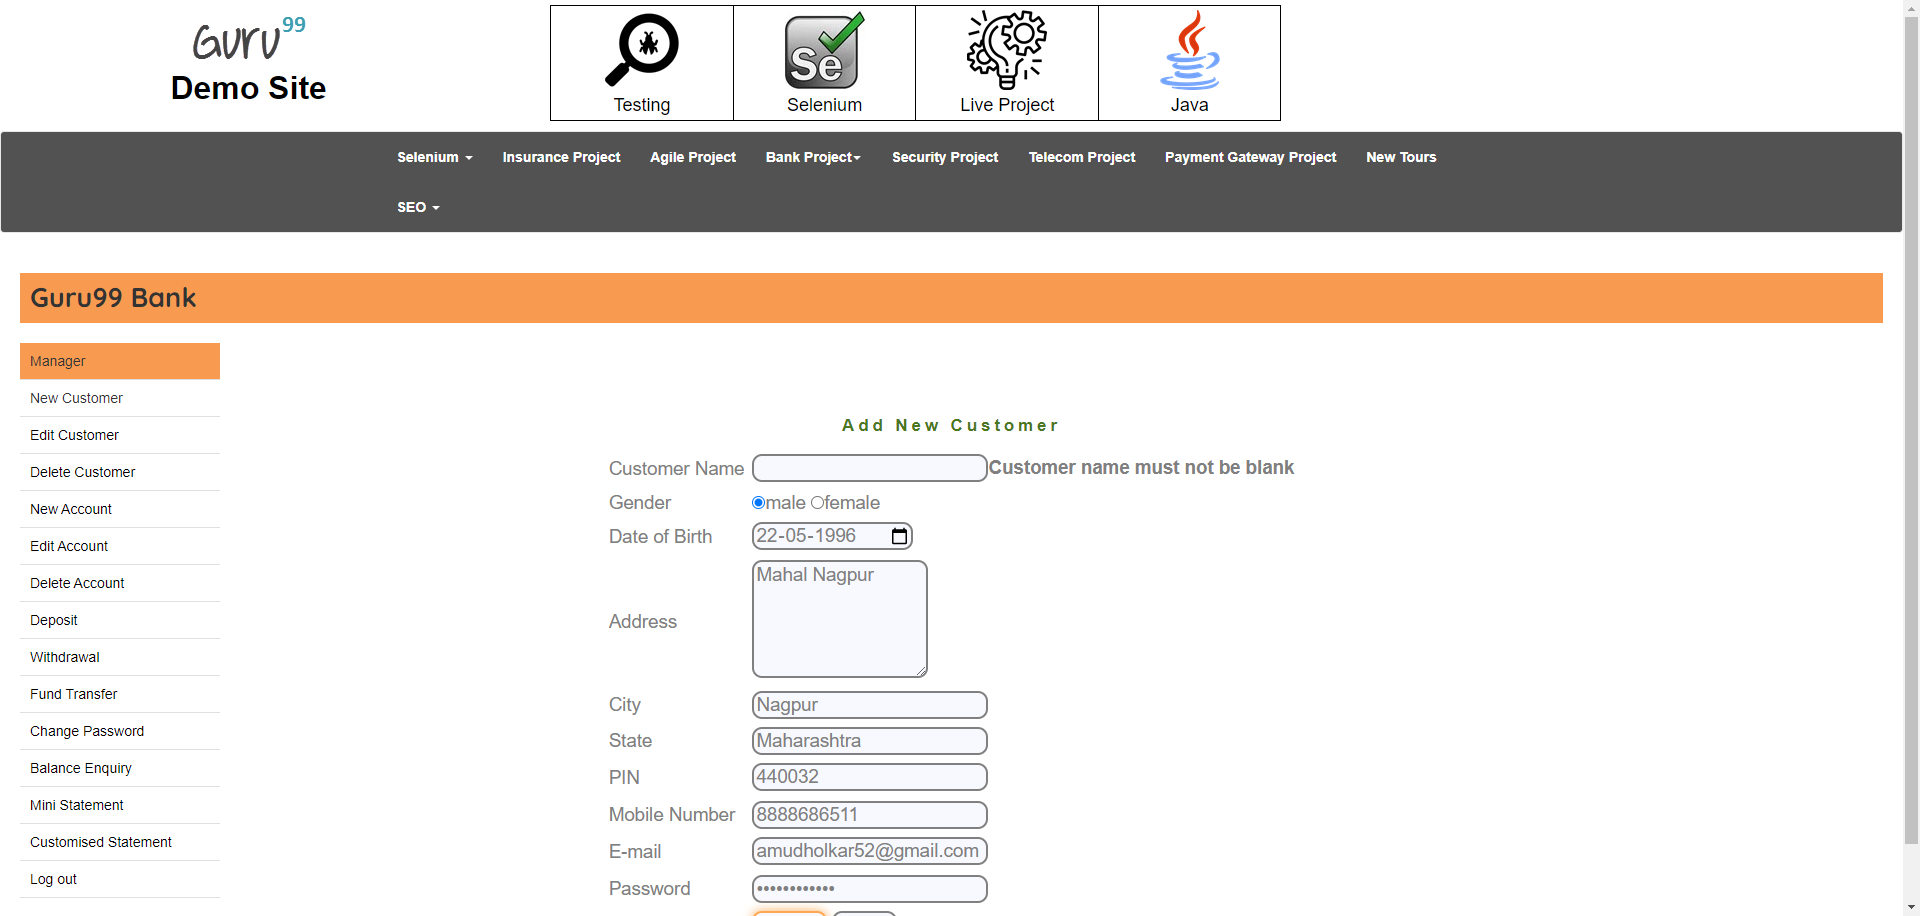 Guru99
Demo Site
Testing
Se
Selenium
Live Project
Java
Selenium Insurance Project Agile Project Bank Project Security Project Telecom Project Payment Gateway Project New Tours
SEO
Guru99 Bank
Manager
New Customer
Edit Customer
Delete Customer
New Account
Edit Account
Delete Account
Deposit
Withdrawal
Fund Transfer
Change Password
Balance Enquiry
Mini Statement
Customised Statement
Log out
Add New Customer
Customer Name Customer name must not be blank
Gender male female
Date of Birth 22-05-1996
Address Mahal Nagpur
City Nagpur
State Maharashtra
PIN 440032
Mobile Number 8888686511
E-mail amudholkar52@gmail.com
Password ••••••••••••